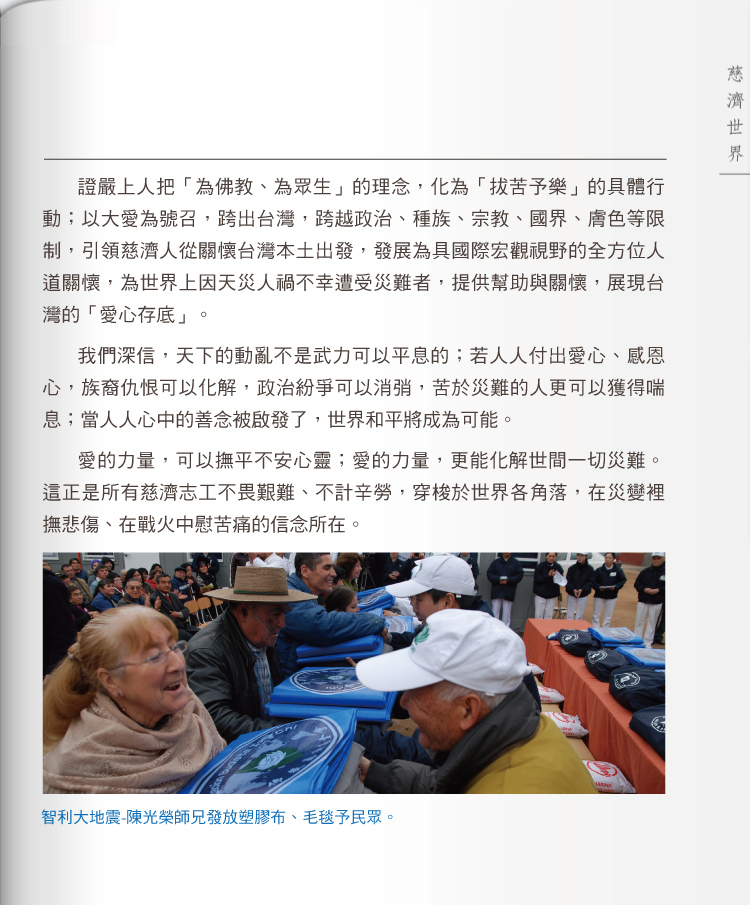 慈濟世界
證嚴上人把「為佛教、為眾生」的理念，化為「拔苦予樂」的具體行
動；以大愛為號召，跨出台灣，跨越政治、種族、宗教、國界、膚色等限
制，引領慈濟人從關懷台灣本土出發，發展為具國際宏觀視野的全方位人
道關懷，為世界上因天災人禍不幸遭受災難者，提供幫助與關懷，展現台
灣的「愛心存底」。
我們深信，天下的動亂不是武力可以平息的；若人人付出愛心、感恩
心，族裔仇恨可以化解，政治紛爭可以消弭，苦於災難的人更可以獲得喘
息；當人人心中的善念被啟發了，世界和平將成為可能。
愛的力量，可以撫平不安心靈；愛的力量，更能化解世間一切災難。
這正是所有慈濟志工不畏艱難、不計辛勞，穿梭於世界各角落，在災變裡
撫悲傷、在戰火中慰苦痛的信念所在。
智利大地震-陳光榮師兄發放塑膠布、毛毯予民眾。